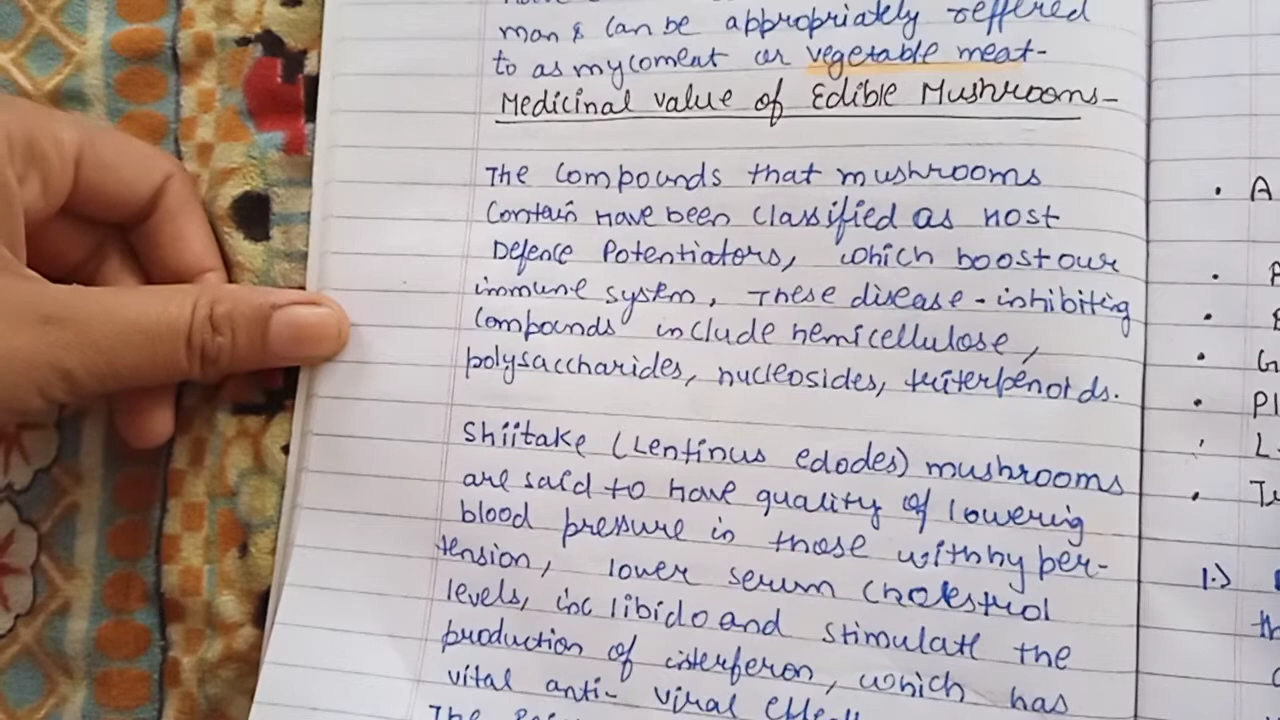 man & can be appropriately reffered
to as mycomeat or vegetable meat-
Medicinal value of Edible Mushrooms-
The compounds that mushrooms
Contain have been classified as host
Defence Potentiators, which boost our
immune system, These disease-inhibiting
compounds include hemicellulose,
polysaccharides, nucleosides, triterpenoids.
Shiitake (Lentinus edodes) mushrooms
are said to have quality of lowering
blood pressure in those with hyper-
tension, lower serum cholestrol
levels, inc libido and stimulate the
production of interferon, which has
vital anti- viral effect
The
A
G
Pl
L
1.)
th